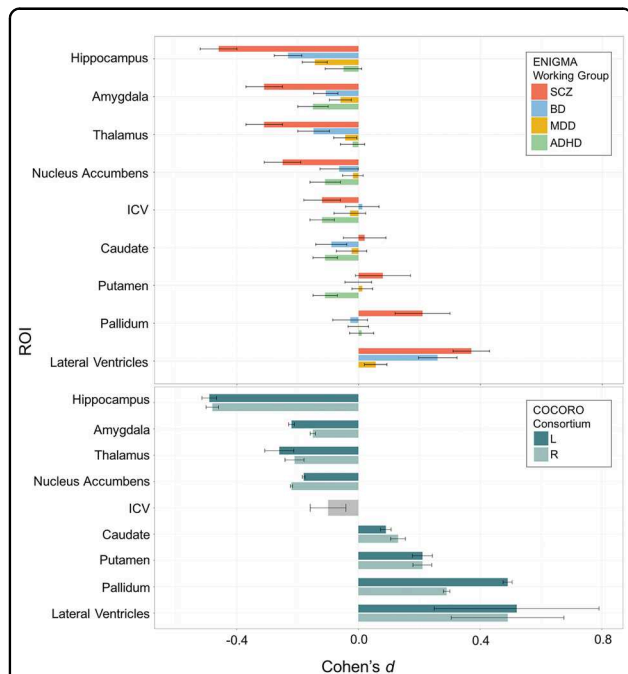 Hippocampus
Amygdala
Thalamus
Nucleus Accumbens
ICV
Caudate
Putamen
Pallidum
Lateral Ventricles
ENIGMA
Working Group
SCZ
BD
MDD
ADHD
ROI
Hippocampus
Amygdala
Thalamus
Nucleus Accumbens
ICV
Caudate
Putamen
Pallidum
Lateral Ventricles
COCORO
Consortium
L
R
-0.4
0.0
0.4
0.8
Cohen's d